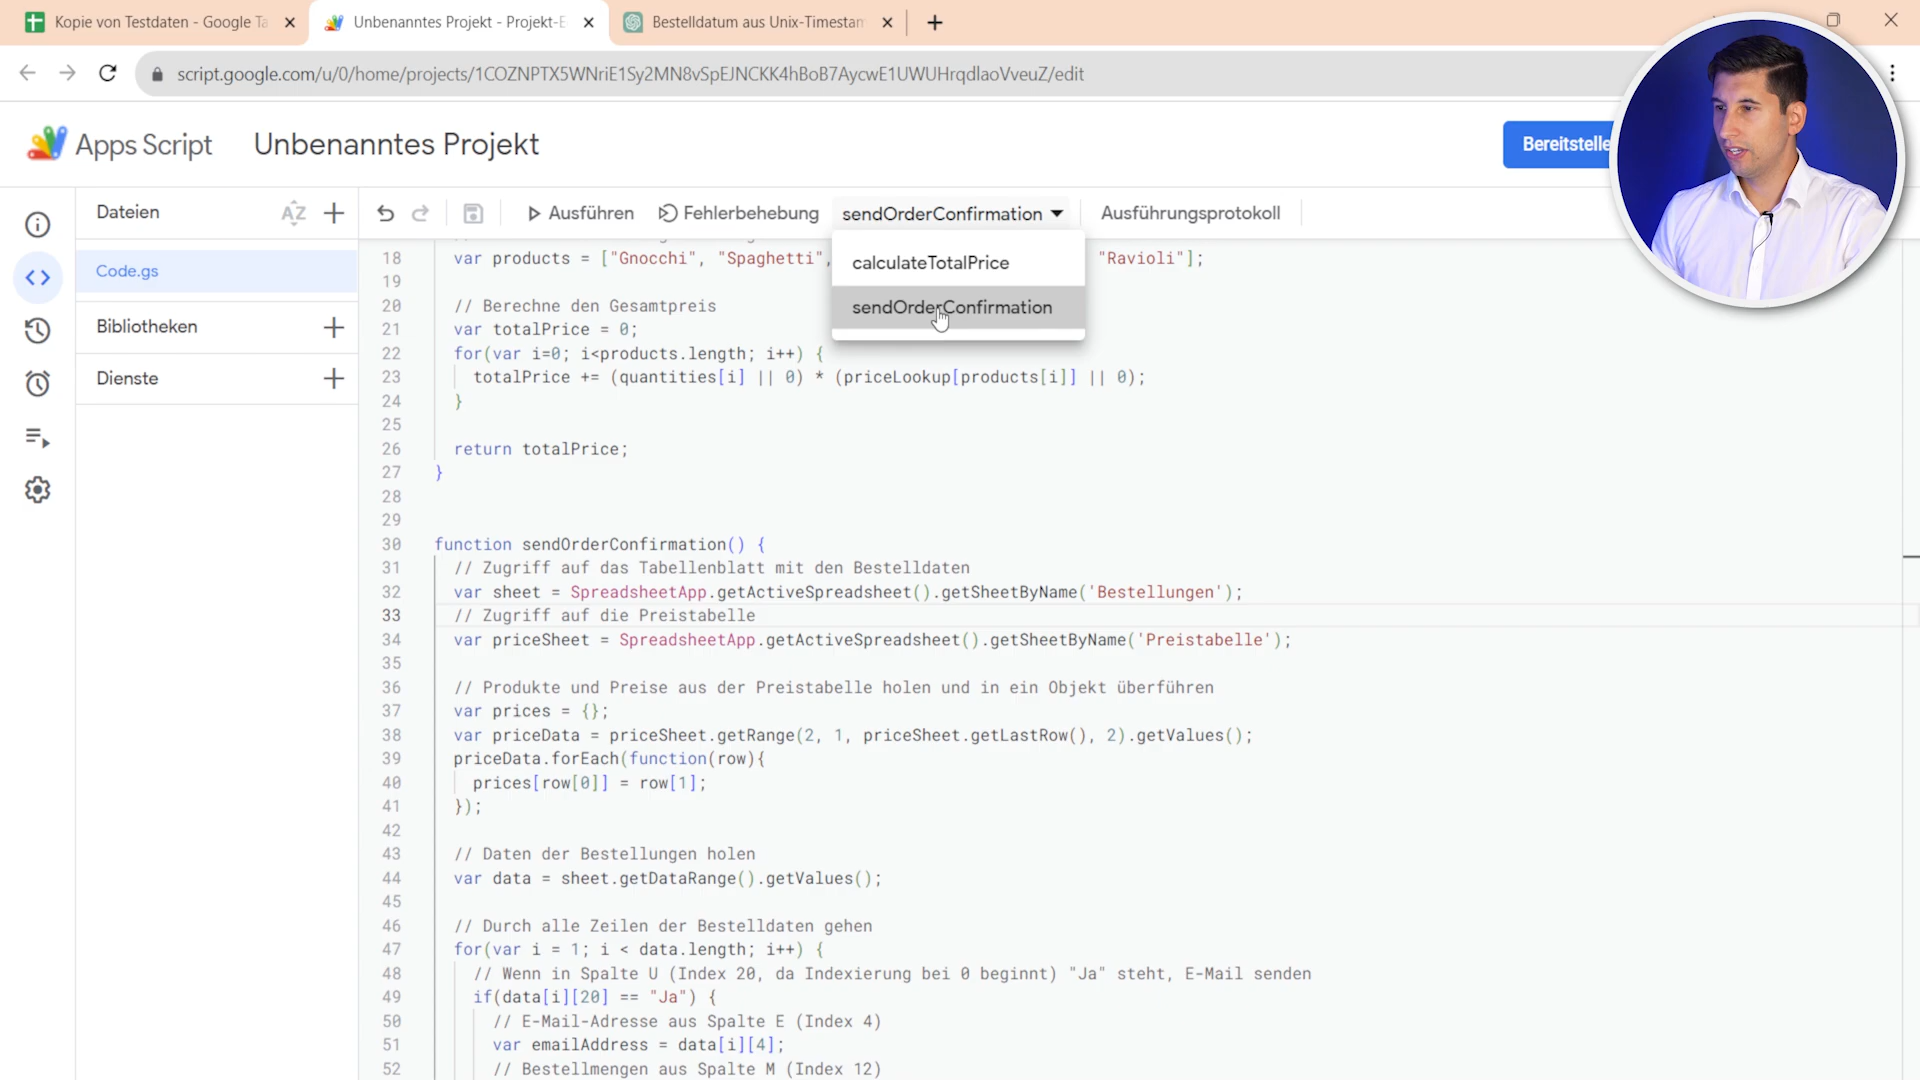 Kopie von Testdaten - Google Ta
Unbenanntes Projekt - Projekt-E
Bestelldatum aus Unix-Timestam
script.google.com/u/0/home/projects/1COZNPTX5WNriE1Sy2MN8vSpEJNCKK4hBoB7AycwE1UWUHrqdlaoVveuZ/edit
Apps Script
Unbenanntes Projekt
Bereitstelle
Dateien
AZ
Ausführen
Fehlerbehebung
sendOrderConfirmation
Ausführungsprotokoll
calculateTotalPrice
sendOrderConfirmation
Code.gs
Bibliotheken
Dienste
18 var products = ["Gnocchi", "Spaghetti", "Ravioli"];
19
20 // Berechne den Gesamtpreis
21 var totalPrice = 0;
22 for(var i=0; i<products.length; i++) {
23 totalPrice += (quantities[i] || 0) * (priceLookup[products[i]] || 0);
24 }
25
26 return totalPrice;
27 }
28
29
30 function sendOrderConfirmation() {
31 // Zugriff auf das Tabellenblatt mit den Bestelldaten
32 var sheet = SpreadsheetApp.getActiveSpreadsheet().getSheetByName('Bestellungen');
33 // Zugriff auf die Preistabelle
34 var priceSheet = SpreadsheetApp.getActiveSpreadsheet().getSheetByName('Preistabelle');
35
36 // Produkte und Preise aus der Preistabelle holen und in ein Objekt überführen
37 var prices = {};
38 var priceData = priceSheet.getRange(2, 1, priceSheet.getLastRow(), 2).getValues();
39 priceData.forEach(function(row){
40 prices[row[0]] = row[1];
41 });
42
43 // Daten der Bestellungen holen
44 var data = sheet.getDataRange().getValues();
45
46 // Durch alle Zeilen der Bestelldaten gehen
47 for(var i = 1; i < data.length; i++) {
48 // Wenn in Spalte U (Index 20, da Indexierung bei 0 beginnt) "Ja" steht, E-Mail senden
49 if(data[i][20] == "Ja") {
50 // E-Mail-Adresse aus Spalte E (Index 4)
51 var emailAddress = data[i][4];
52 // Bestellmengen aus Spalte M (Index 12)